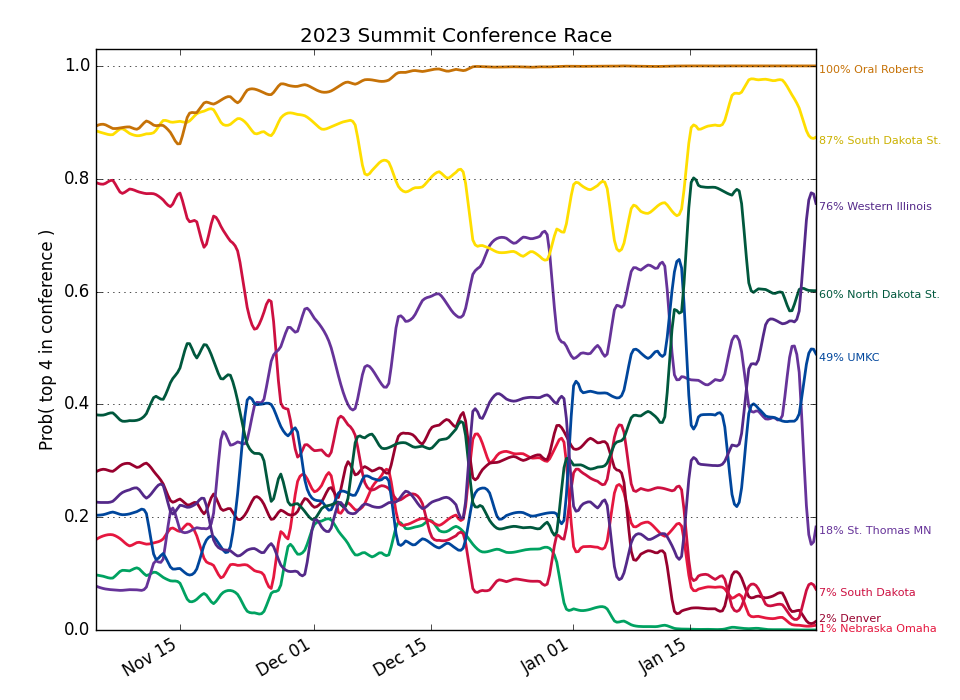 2023 Summit Conference Race
Prob( top 4 in conference )
1.0
0.8
0.6
0.4
0.2
0.0
Nov 15
Dec 01
Dec 15
Jan 01
Jan 15
100% Oral Roberts
87% South Dakota St.
76% Western Illinois
60% North Dakota St.
49% UMKC
18% St. Thomas MN
7% South Dakota
2% Denver
1% Nebraska Omaha